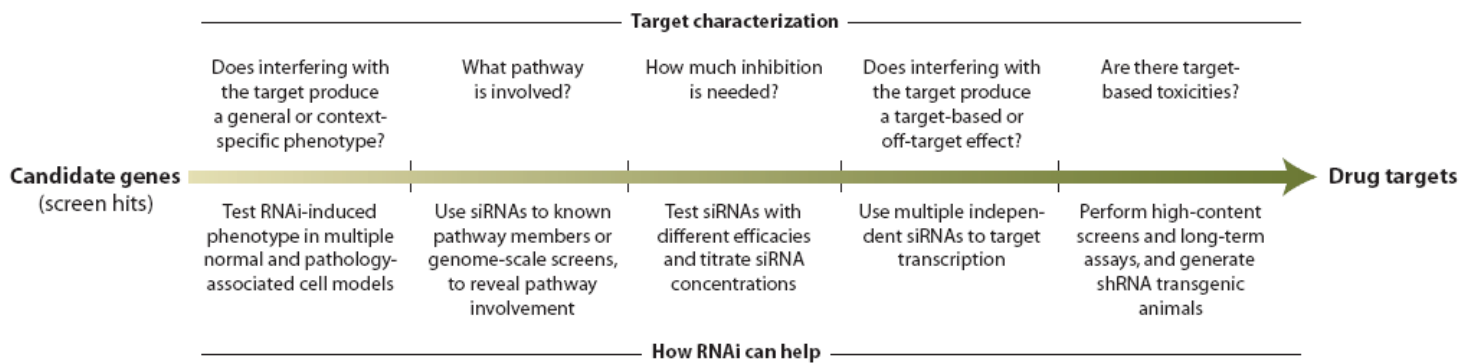 Target characterization
Does interfering with
the target produce
a general or context-
specific phenotype?
What pathway
is involved?
How much inhibition
is needed?
Does interfering with
the target produce
a target-based or
off-target effect?
Are there target-
based toxicities?
Candidate genes
(screen hits)
Drug targets
Test RNAi-induced
phenotype in multiple
normal and pathology-
associated cell models
Use siRNAs to known
pathway members or
genome-scale screens,
to reveal pathway
involvement
Test siRNAs with
different efficacies
and titrate siRNA
concentrations
Use multiple indepen-
dent siRNAs to target
transcription
Perform high-content
screens and long-term
assays, and generate
shRNA transgenic
animals
How RNAi can help